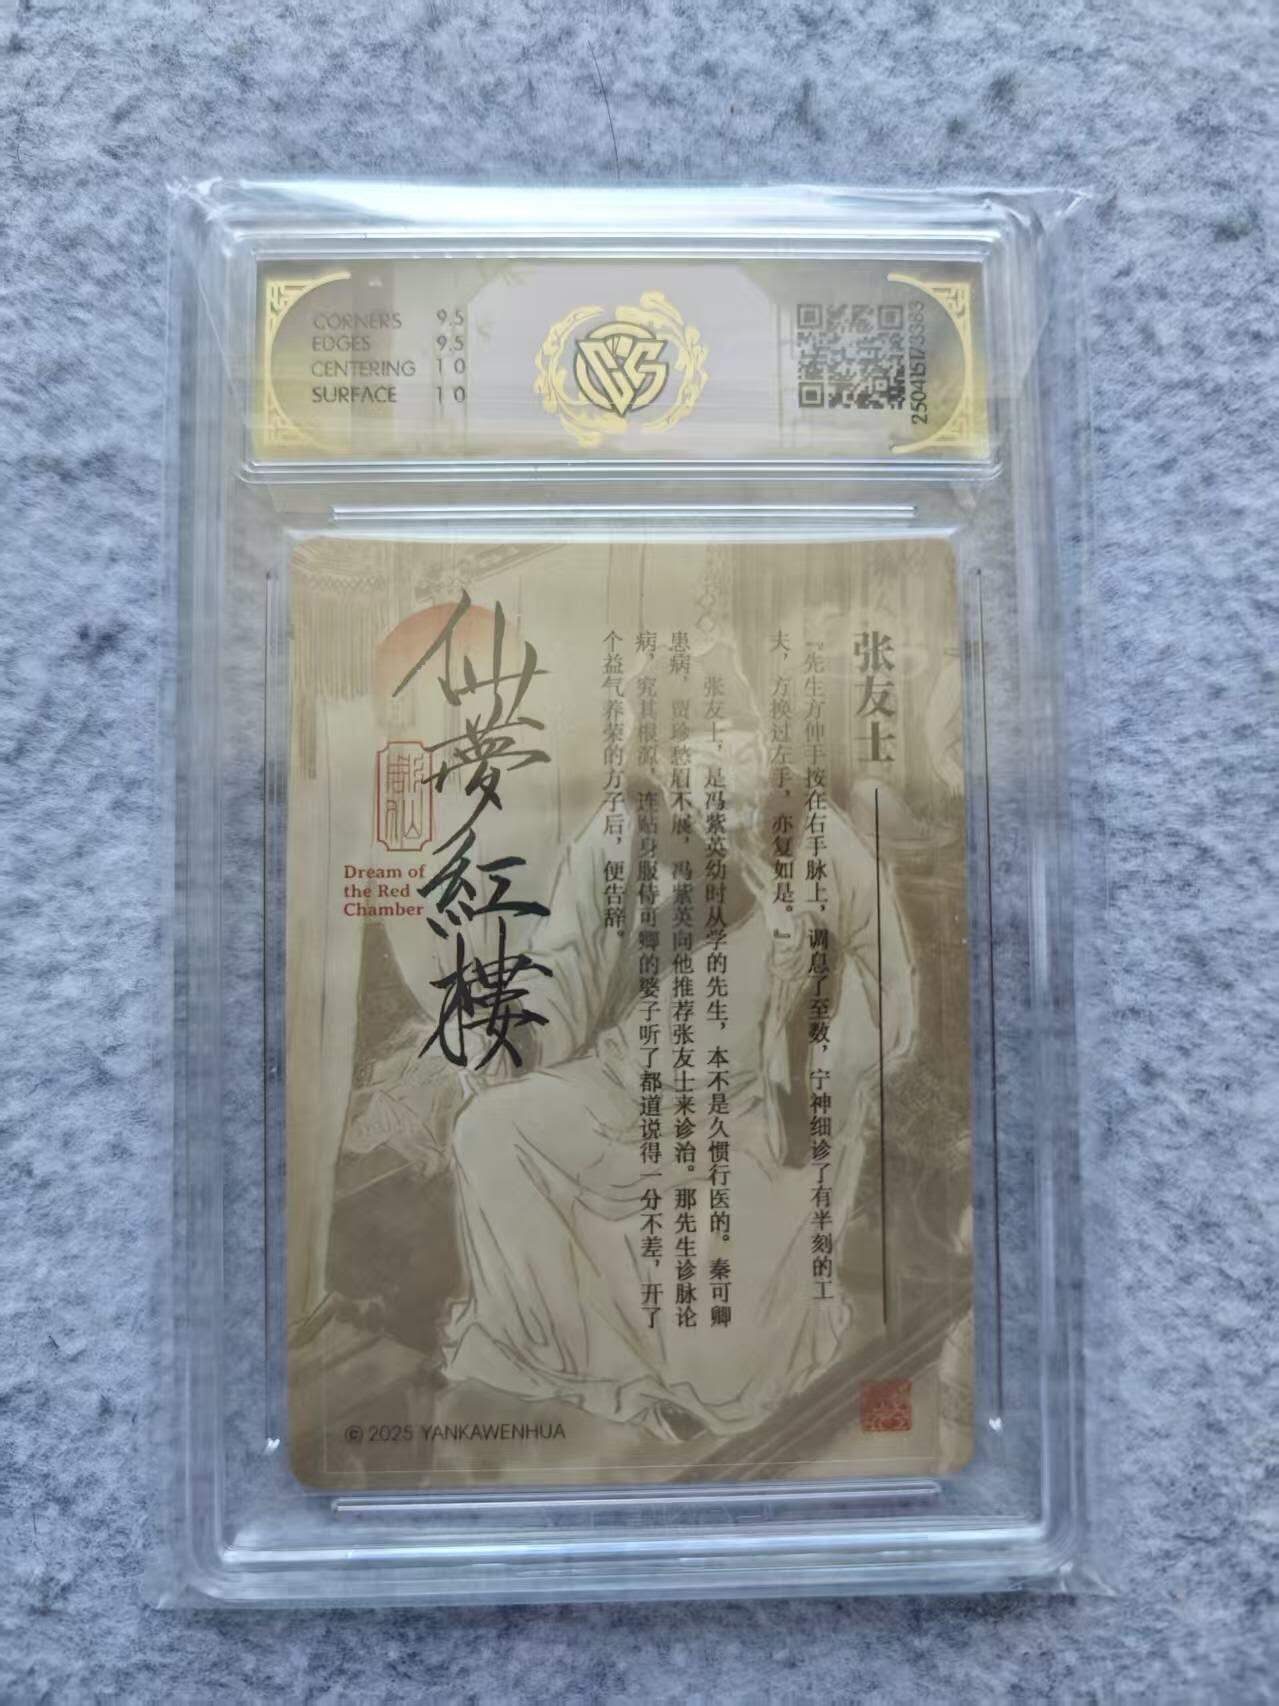 CORNERS 9.5
EDGES 9.5
CENTERING 10
SURFACE 10
张友士
『先生方伸手按在右手脉上，调息了至数，宁神细诊了有半刻的工
夫，方换过左手，亦复如是。』
张友士，是冯紫英幼时从学的先生，本不是久惯行医的。秦可卿
患病，贾珍愁眉不展，冯紫英向他推荐张友士来诊治。那先生诊脉论
病，究其根源，连贴身服侍可卿的婆子听了都道说得一分不差，开了
个益气养荣的方子后，便告辞。
仙梦红楼
Dream of
the Red
Chamber
© 2025 YANKAWENHUA